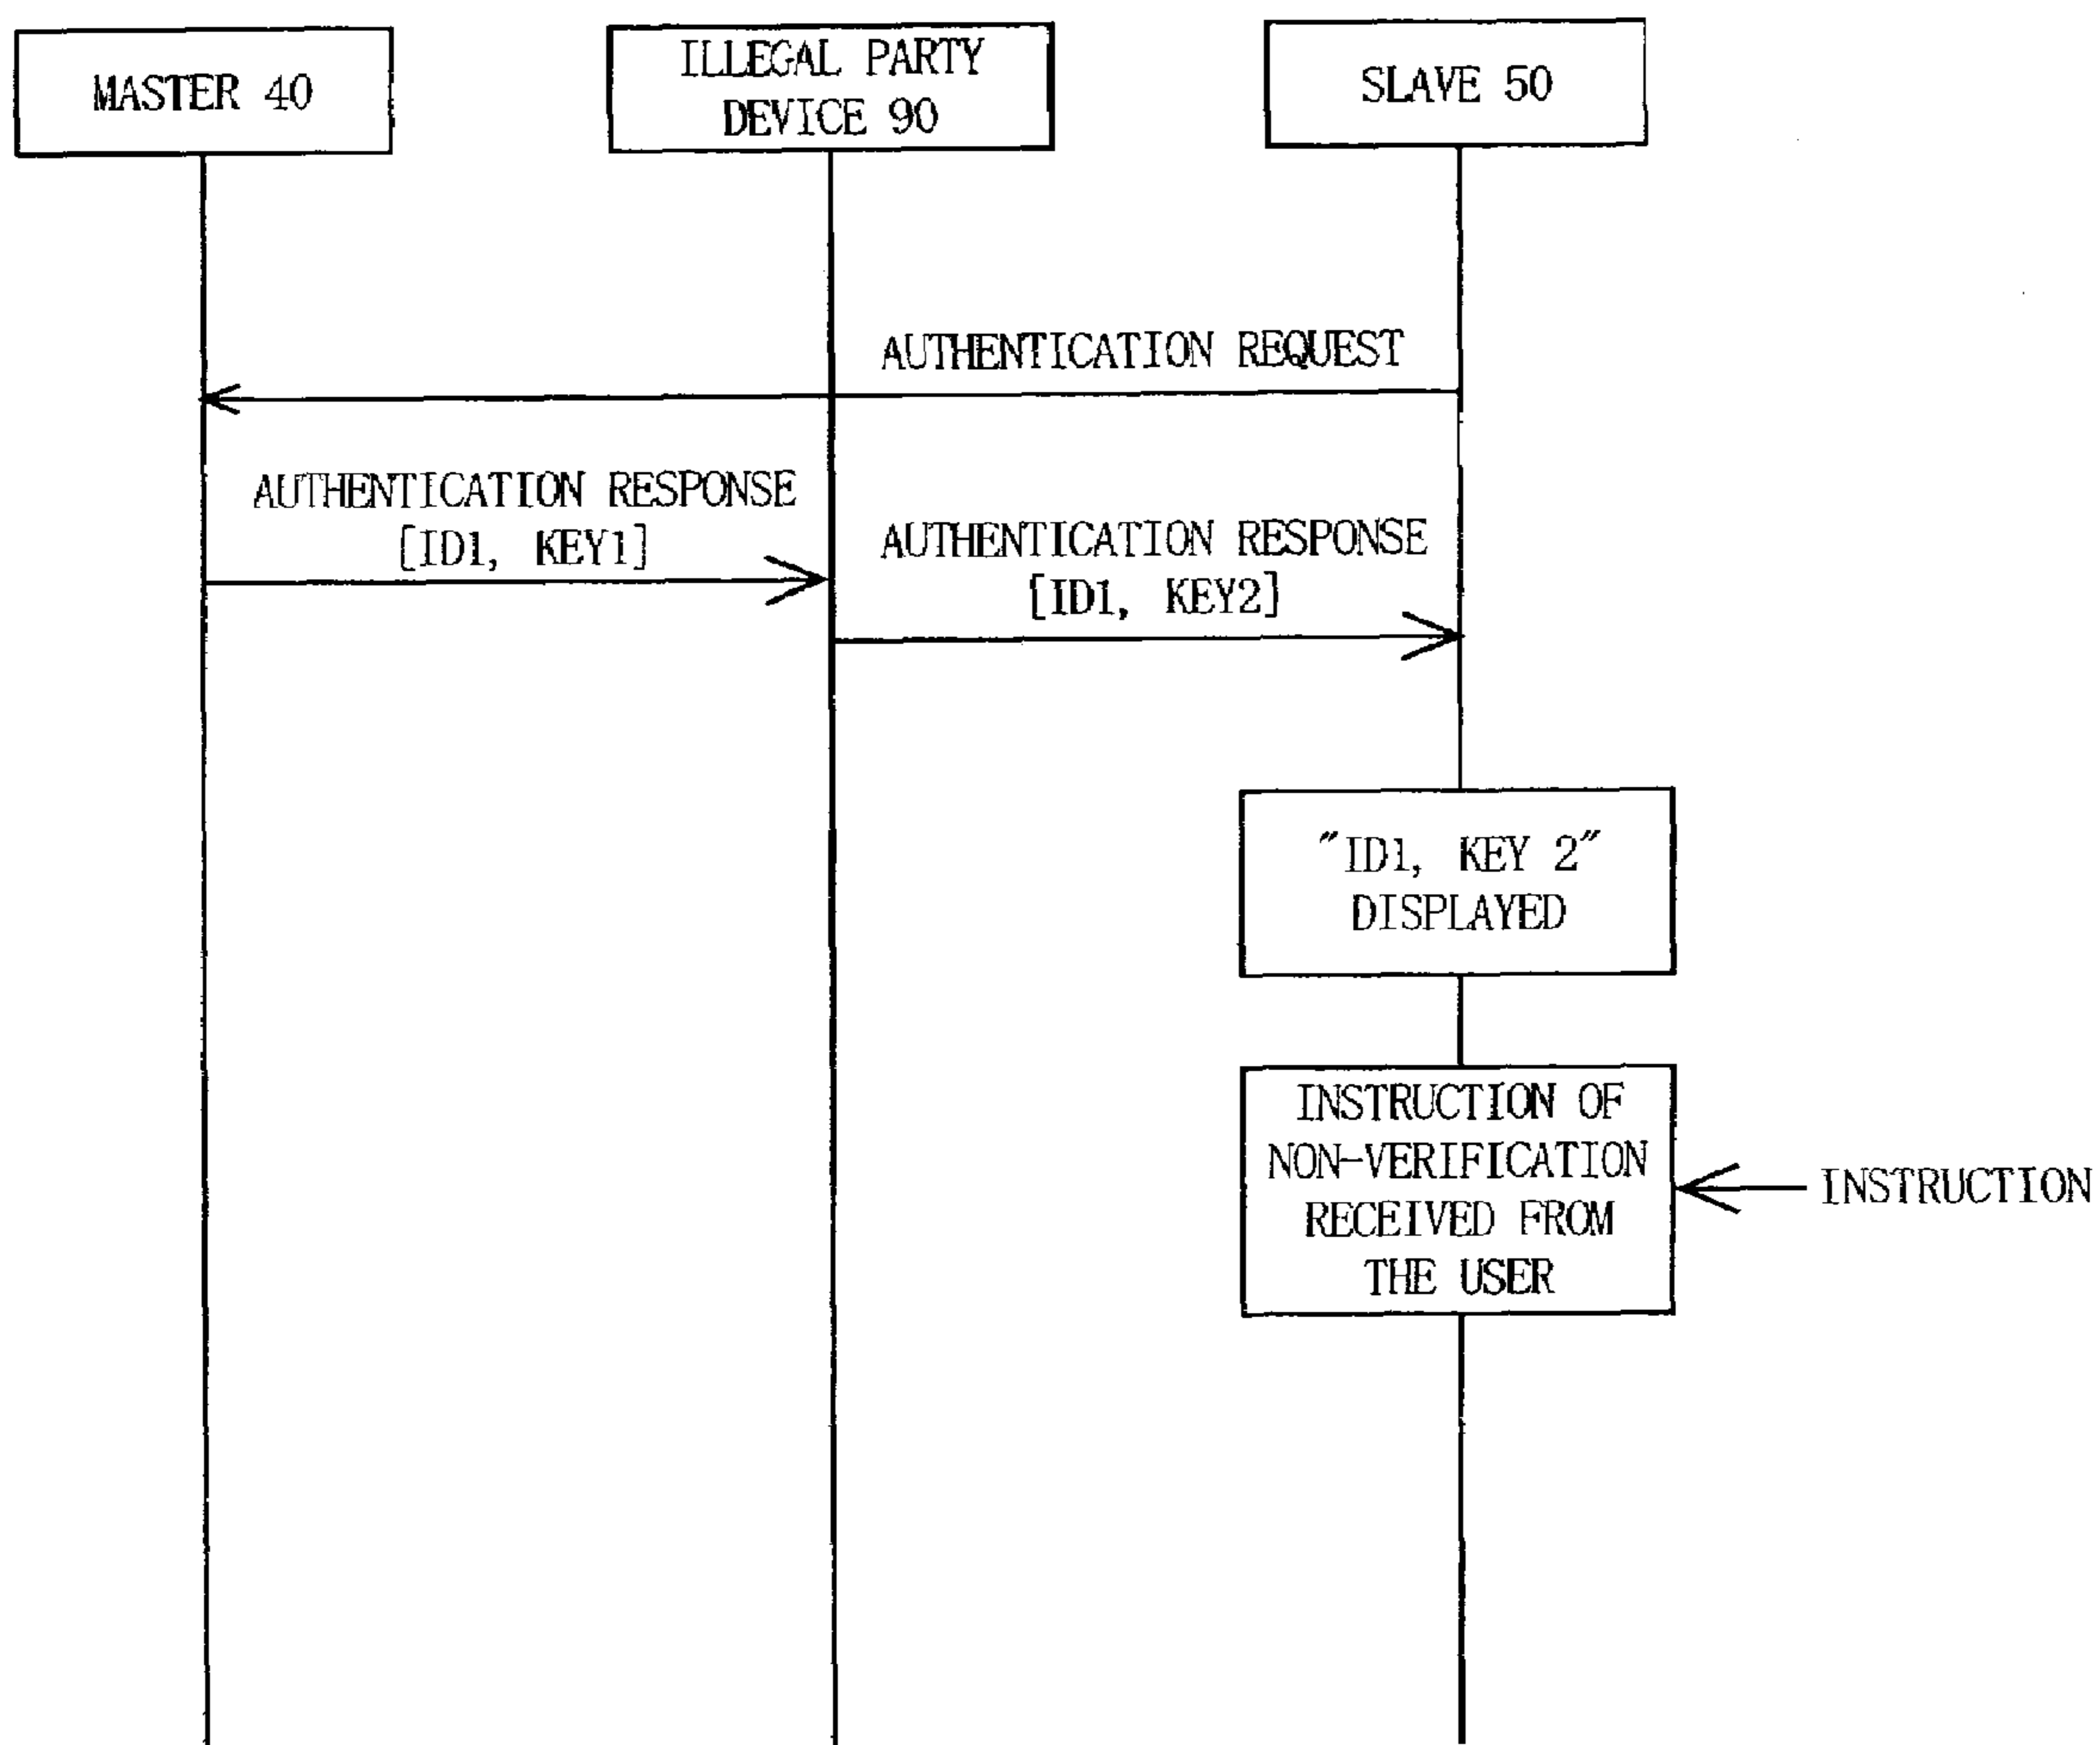 MASTER 40
ILLEGAL PARTY
DEVICE 90
SLAVE 50
AUTHENTICATION REQUEST
AUTHENTICATION RESPONSE
[ID1, KEY1]
AUTHENTICATION RESPONSE
[ID1, KEY2]
"ID1, KEY 2"
DISPLAYED
INSTRUCTION OF
NON-VERIFICATION
RECEIVED FROM
THE USER
INSTRUCTION